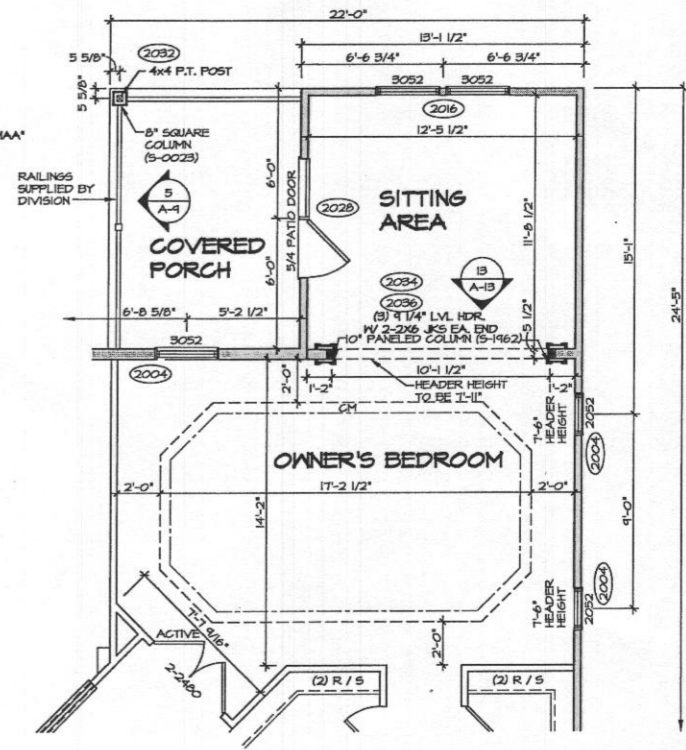 22'-0"
13'-1 1/2"
6'-6 3/4"
6'-6 3/4"
5 5/8"
2032
4x4 P.T. POST
3052
3052
2016
5 5/8"
8" SQUARE
COLUMN
(S-0023)
12'-5 1/2"
RAILINGS
SUPPLIED BY
DIVISION
5
A-9
6'-0"
6'-0"
5/4 PATIO DOOR
2028
SITTING
AREA
11'-8 1/2"
15'-1"
24'-5"
COVERED
PORCH
2034
2036
13
A-13
(3) 9 1/4" LVL HDR.
W/ 2-2X6 JKS EA. END
10" PANELED COLUMN (S-1962)
5 1/2"
6'-8 5/8"
5'-2 1/2"
3052
2004
2'-0"
1'-2"
10'-1 1/2"
1'-2"
HEADER HEIGHT
TO BE 7'-11"
CM
7'-6"
HEADER
HEIGHT
2052
2004
OWNER'S BEDROOM
2'-0"
17'-2 1/2"
2'-0"
14'-2"
9'-0"
7'-6"
HEADER
HEIGHT
2052
2004
7'-7 9/16"
ACTIVE
2-2480
2'-0"
(2) R / S
(2) R / S